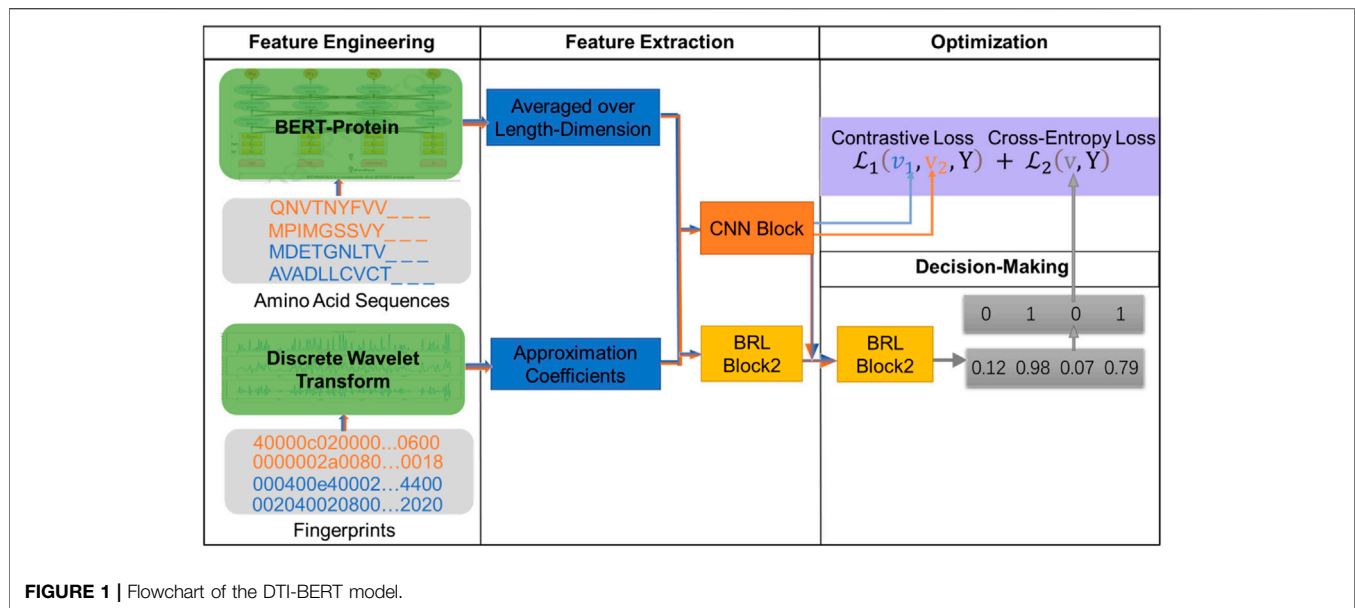 Feature Engineering
Feature Extraction
Optimization
BERT-Protein
QNVTNYFVV_ _ _
MPIMGSSVY_ _ _
MDETGNLTV_ _ _
AVADLLCVCT_ _ _
Amino Acid Sequences
Discrete Wavelet
Transform
40000c020000...0600
0000002a0080...0018
000400e40002...4400
002040020800...2020
Fingerprints
Averaged over
Length-Dimension
Approximation
Coefficients
CNN Block
BRL
Block2
Contrastive Loss Cross-Entropy Loss
ℒ₁(v₁,v₂,Y) + ℒ₂(v,Y)
Decision-Making
BRL
Block2
0 1 0 1
0.12 0.98 0.07 0.79
FIGURE 1 | Flowchart of the DTI-BERT model.